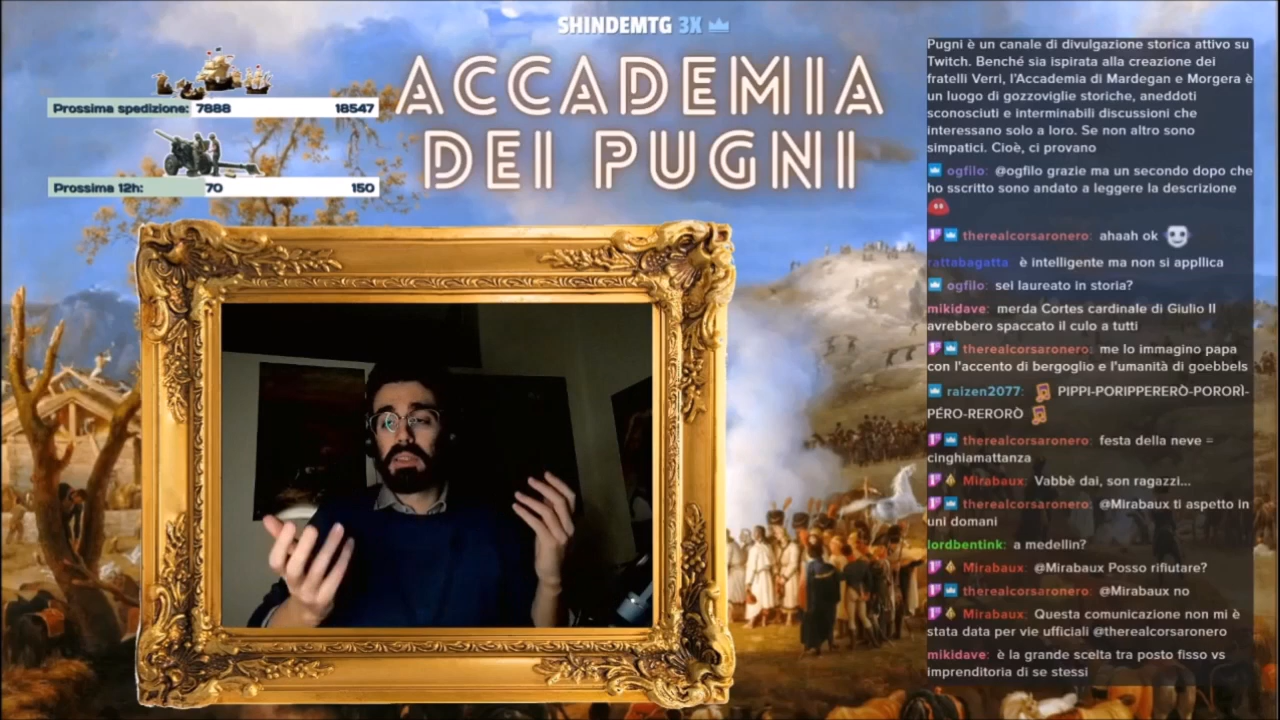 SHINDEMTG 3X
ACCADEMIA
DEI PUGNI
Prossima spedizione: 7888 18547
Prossima 12h: 70 150
Pugni è un canale di divulgazione storica attivo su
Twitch. Benché sia ispirata alla creazione dei
fratelli Verri, l'Accademia di Mardegan e Morgera è
un luogo di gozzoviglie storiche, aneddoti
sconosciuti e interminabili discussioni che
interessano solo a loro. Se non altro sono
simpatici. Cioè, ci provano
ogfilo: @ogfilo grazie ma un secondo dopo che
ho sscritto sono andato a leggere la descrizione
therealcorsaronero: ahaah ok
rattabagatta è intelligente ma non si appllica
ogfilo: sei laureato in storia?
mikidave: merda Cortes cardinale di Giulio II
avrebbero spaccato il culo a tutti
therealcorsaronero: me lo immagino papa
con l'accento di bergoglio e l'umanità di goebbels
raizen2077: PIPPI-PORIPPERERÒ-PORORÌ-
PÉRO-RERORÒ
therealcorsaronero: festa della neve =
cinghiamattanza
Mirabaux: Vabbè dai, son ragazzi...
therealcorsaronero: @Mirabaux ti aspetto in
uni domani
lordbentink: a medellin?
Mirabaux: @Mirabaux Posso rifiutare?
therealcorsaronero: @Mirabaux no
Mirabaux: Questa comunicazione non mi è
stata data per vie ufficiali @therealcorsaronero
mikidave: è la grande scelta tra posto fisso vs
imprenditoria di se stessi